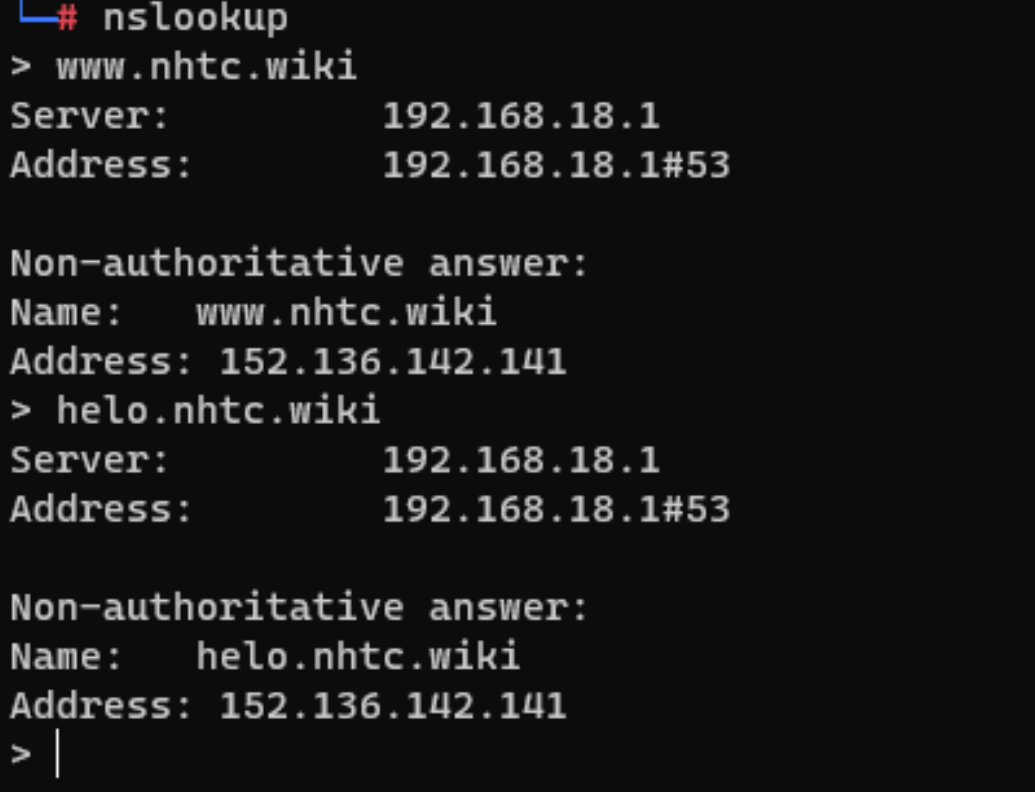 └─# nslookup
> www.nhtc.wiki
Server:         192.168.18.1
Address:        192.168.18.1#53
Non-authoritative answer:
Name:   www.nhtc.wiki
Address: 152.136.142.141
> helo.nhtc.wiki
Server:         192.168.18.1
Address:        192.168.18.1#53
Non-authoritative answer:
Name:   helo.nhtc.wiki
Address: 152.136.142.141
>